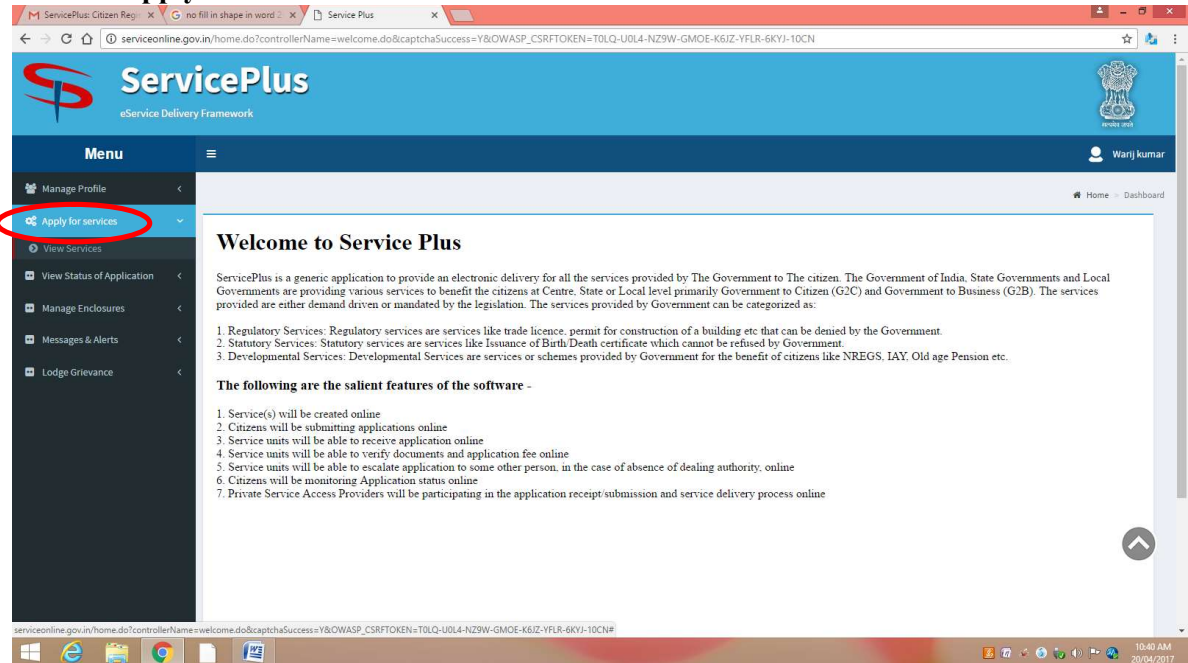 ServicePlus: Citizen Regi
no fill in shape in word 2
Service Plus
serviceonline.gov.in/home.do?controllerName=welcome.do&captchaSuccess=Y&OWASP_CSRFTOKEN=T0LQ-U0L4-NZ9W-GMOE-K6JZ-YFLR-6KYJ-10CN
ServicePlus
eService Delivery Framework
सत्यमेव जयते
Menu
Warij kumar
Manage Profile
Home > Dashboard
Apply for services
View Services
View Status of Application
Manage Enclosures
Messages & Alerts
Lodge Grievance
Welcome to Service Plus
ServicePlus is a generic application to provide an electronic delivery for all the services provided by The Government to The citizen. The Government of India, State Governments and Local
Governments are providing various services to benefit the citizens at Centre, State or Local level primarily Government to Citizen (G2C) and Government to Business (G2B). The services
provided are either demand driven or mandated by the legislation. The services provided by Government can be categorized as:
1. Regulatory Services: Regulatory services are services like trade licence, permit for construction of a building etc that can be denied by the Government.
2. Statutory Services: Statutory services are services like Issuance of Birth/Death certificate which cannot be refused by Government.
3. Developmental Services: Developmental Services are services or schemes provided by Government for the benefit of citizens like NREGS, IAY, Old age Pension etc.
The following are the salient features of the software -
1. Service(s) will be created online
2. Citizens will be submitting applications online
3. Service units will be able to receive application online
4. Service units will be able to verify documents and application fee online
5. Service units will be able to escalate application to some other person, in the case of absence of dealing authority, online
6. Citizens will be monitoring Application status online
7. Private Service Access Providers will be participating in the application receipt/submission and service delivery process online
serviceonline.gov.in/home.do?controllerName=welcome.do&captchaSuccess=Y&OWASP_CSRFTOKEN=T0LQ-U0L4-NZ9W-GMOE-K6JZ-YFLR-6KYJ-10CN#
10:40 AM
20/04/2017